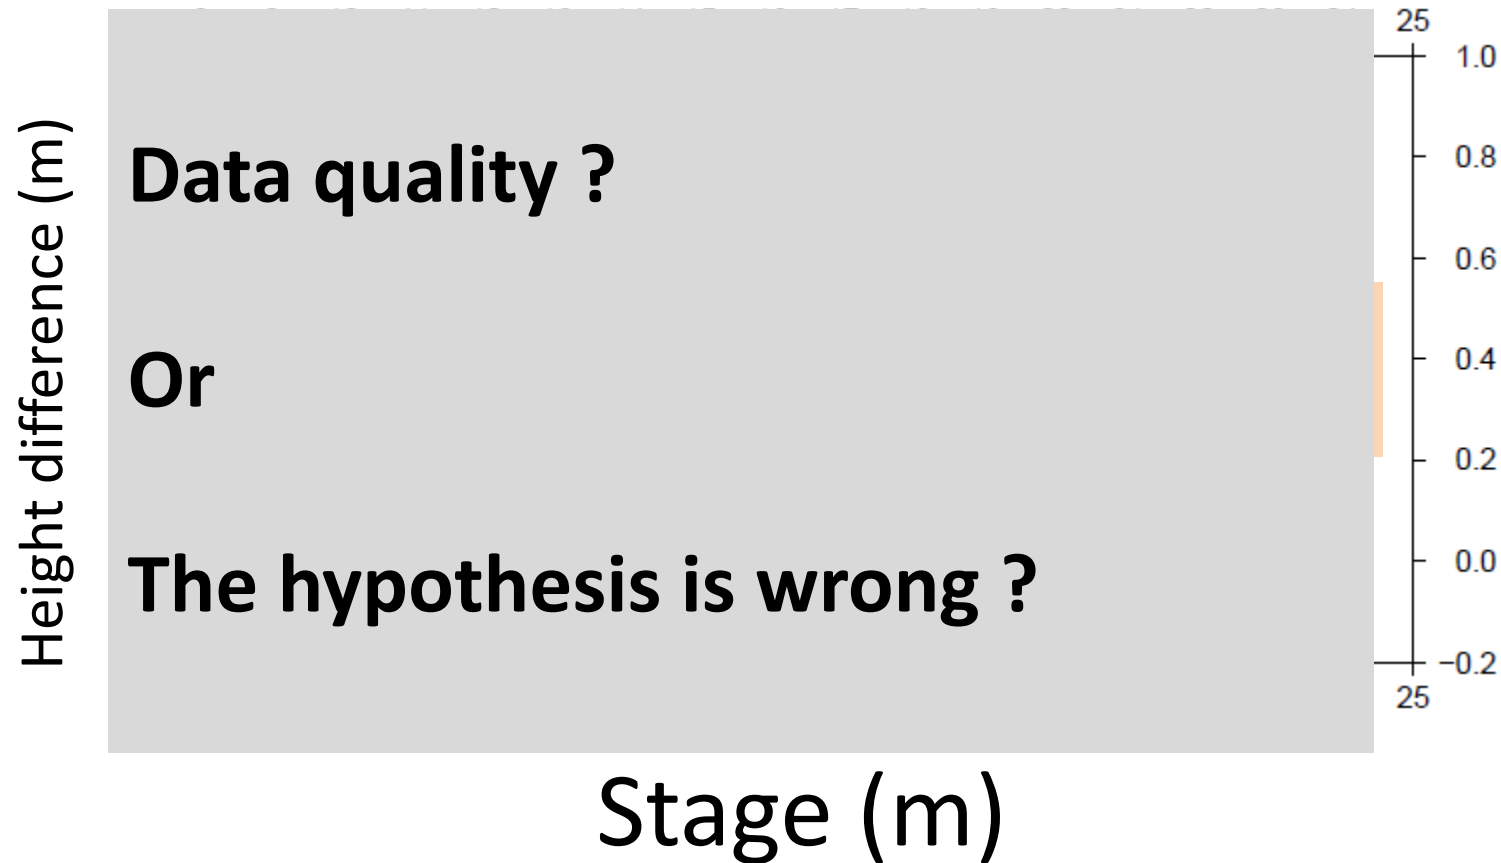 25
1.0
Height difference (m)
Data quality ?
0.8
0.6
Or
0.4
0.2
The hypothesis is wrong ?
0.0
−0.2
25
Stage (m)